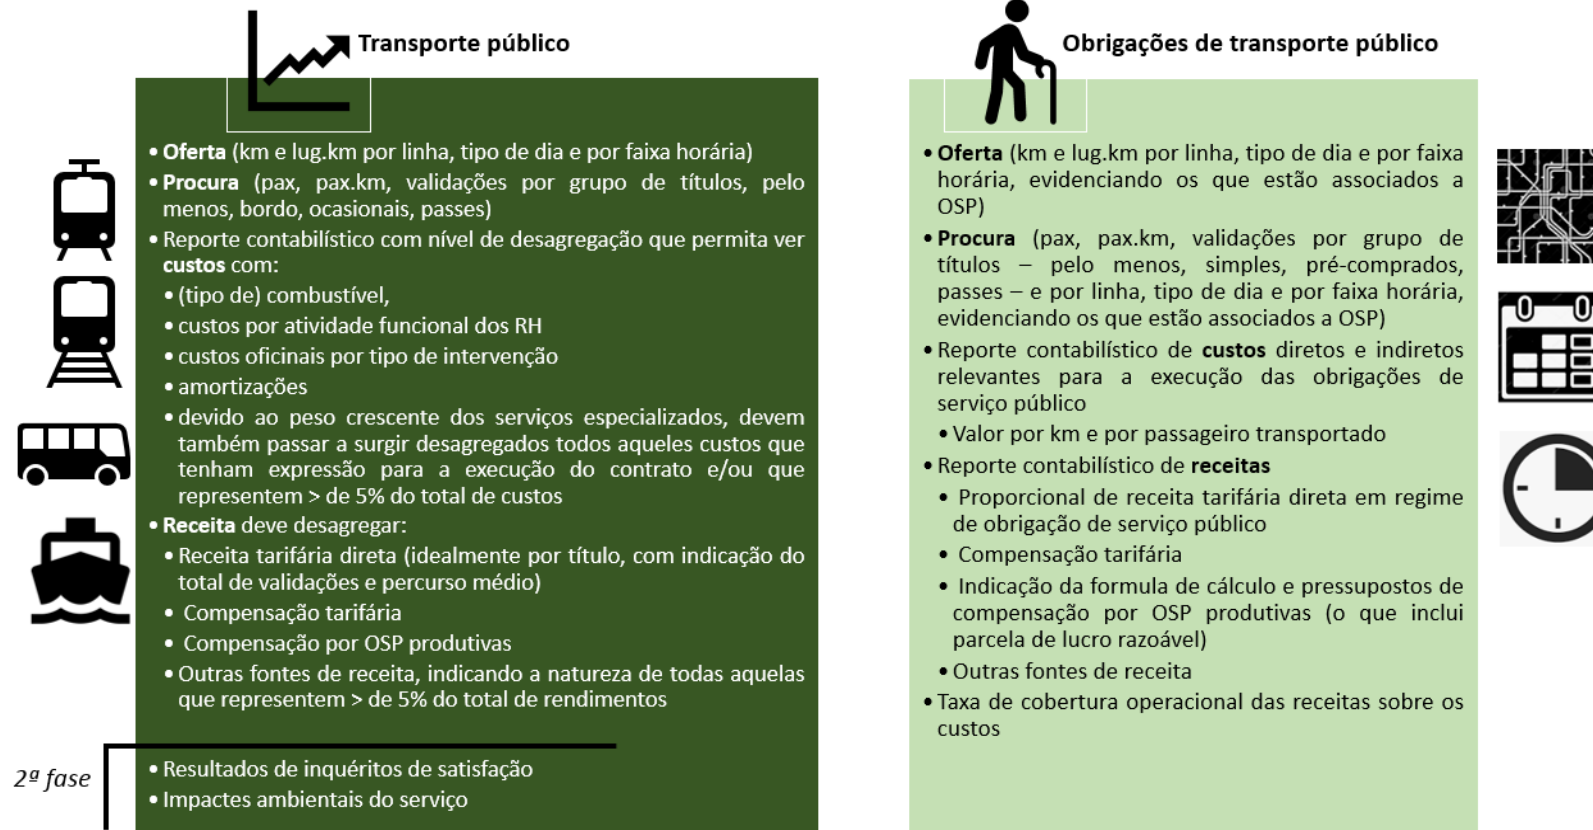 Transporte público
• Oferta (km e lug.km por linha, tipo de dia e por faixa horária)
• Procura (pax, pax.km, validações por grupo de títulos, pelo
menos, bordo, ocasionais, passes)
• Reporte contabilístico com nível de desagregação que permita ver
custos com:
• (tipo de) combustível,
• custos por atividade funcional dos RH
• custos oficinais por tipo de intervenção
• amortizações
• devido ao peso crescente dos serviços especializados, devem
também passar a surgir desagregados todos aqueles custos que
tenham expressão para a execução do contrato e/ou que
representem > de 5% do total de custos
• Receita deve desagregar:
• Receita tarifária direta (idealmente por título, com indicação do
total de validações e percurso médio)
• Compensação tarifária
• Compensação por OSP produtivas
• Outras fontes de receita, indicando a natureza de todas aquelas
que representem > de 5% do total de rendimentos
2ª fase
• Resultados de inquéritos de satisfação
• Impactes ambientais do serviço
Obrigações de transporte público
• Oferta (km e lug.km por linha, tipo de dia e por faixa
horária, evidenciando os que estão associados a
OSP)
• Procura (pax, pax.km, validações por grupo de
títulos – pelo menos, simples, pré-comprados,
passes – e por linha, tipo de dia e por faixa horária,
evidenciando os que estão associados a OSP)
• Reporte contabilístico de custos diretos e indiretos
relevantes para a execução das obrigações de
serviço público
• Valor por km e por passageiro transportado
• Reporte contabilístico de receitas
• Proporcional de receita tarifária direta em regime
de obrigação de serviço público
• Compensação tarifária
• Indicação da formula de cálculo e pressupostos de
compensação por OSP produtivas (o que inclui
parcela de lucro razoável)
• Outras fontes de receita
• Taxa de cobertura operacional das receitas sobre os
custos